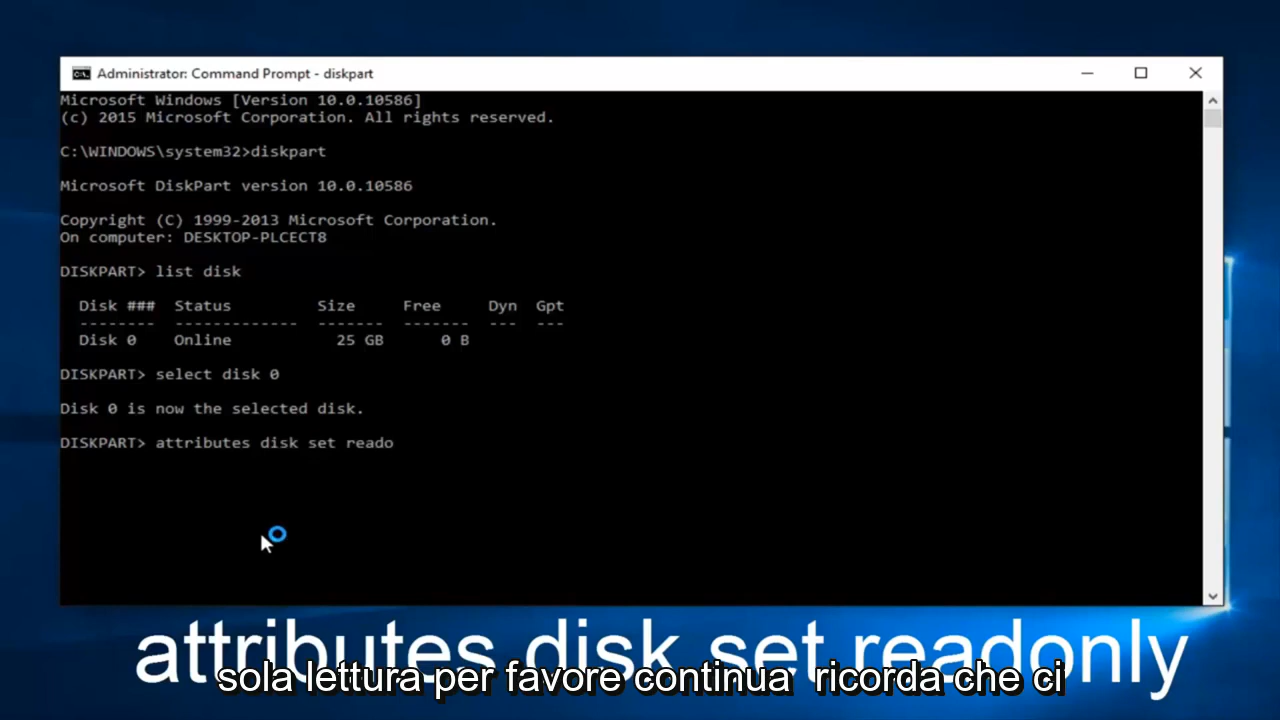 Administrator: Command Prompt - diskpart
Microsoft Windows [Version 10.0.10586]
(c) 2015 Microsoft Corporation. All rights reserved.
C:\WINDOWS\system32>diskpart
Microsoft DiskPart version 10.0.10586
Copyright (C) 1999-2013 Microsoft Corporation.
On computer: DESKTOP-PLCECT8
DISKPART> list disk
Disk ### Status Size Free Dyn Gpt
-------- ------------- ------- ------- --- ---
Disk 0 Online 25 GB 0 B
DISKPART> select disk 0
Disk 0 is now the selected disk.
DISKPART> attributes disk set reado
attributes disk set readonly
sola lettura per favore continua ricorda che ci